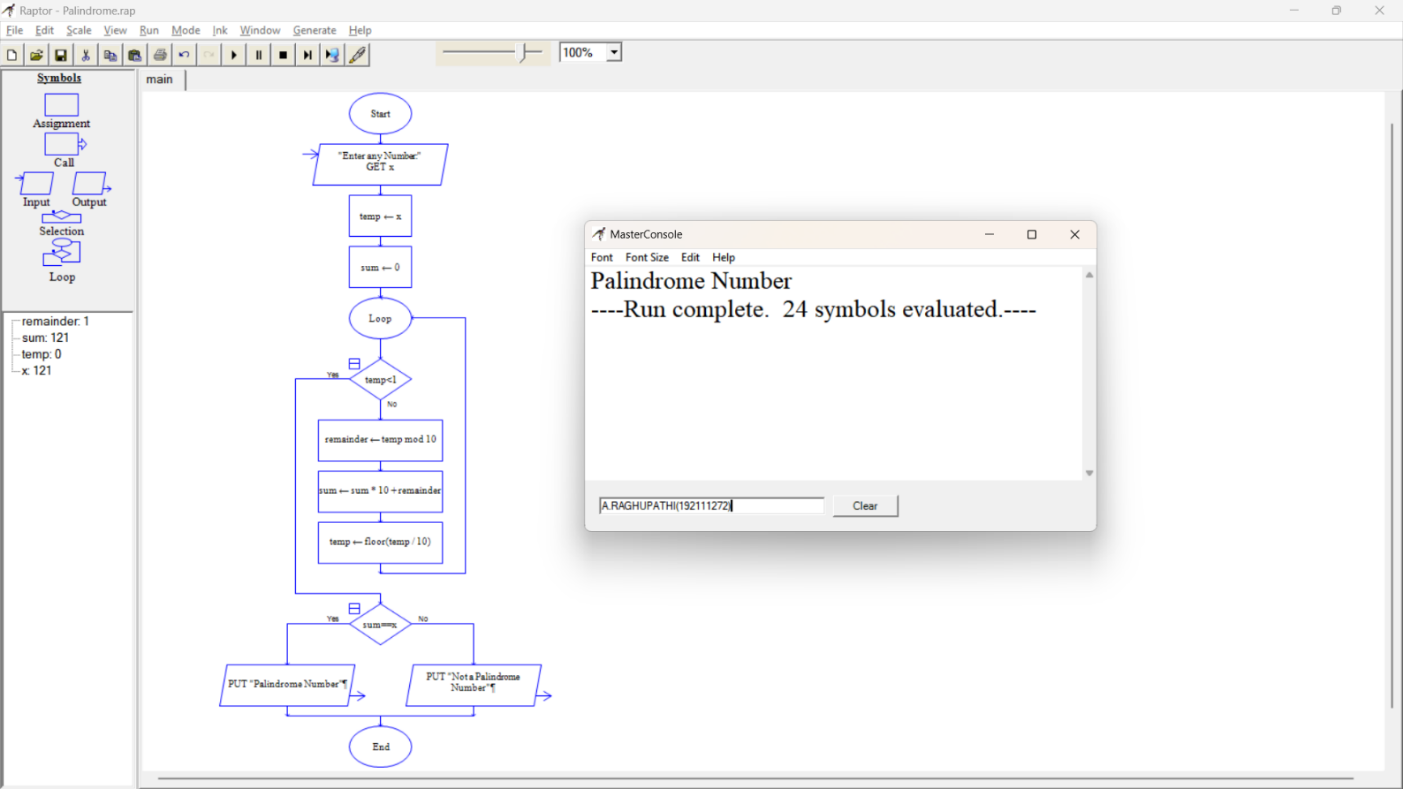 Raptor - Palindrome.rap
File Edit Scale View Run Mode Ink Window Generate Help
100%
Symbols
Assignment
Call
Input Output
Selection
Loop
remainder: 1
sum: 121
temp: 0
x: 121
main
Start
"Enter any Number:"
GET x
temp ← x
sum ← 0
Loop
Yes
temp<1
No
remainder ← temp mod 10
sum ← sum * 10 +remainder
temp ← floor(temp / 10)
Yes
sum==x
No
PUT "Palindrome Number"¶
PUT "Not a Palindrome
Number"¶
End
MasterConsole
Font Font Size Edit Help
Palindrome Number
----Run complete.  24 symbols evaluated.----
A.RAGHUPATHI(192111272)
Clear